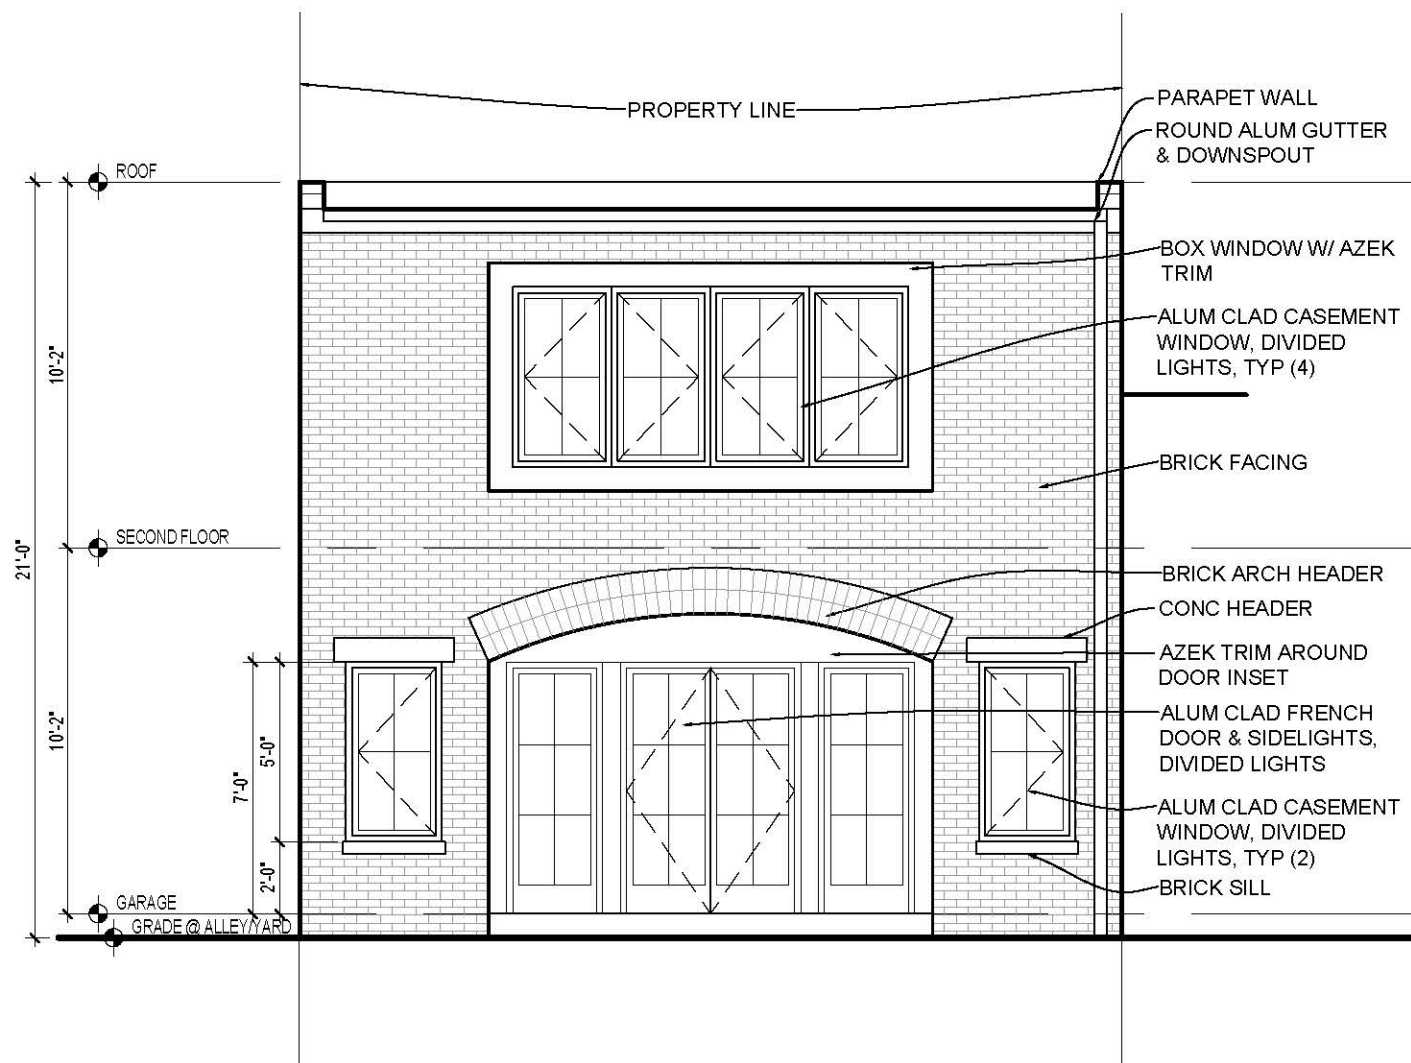 PROPERTY LINE
PARAPET WALL
ROUND ALUM GUTTER
& DOWNSPOUT
ROOF
BOX WINDOW W/ AZEK
TRIM
ALUM CLAD CASEMENT
WINDOW, DIVIDED
LIGHTS, TYP (4)
10'-2"
BRICK FACING
SECOND FLOOR
21'-0"
BRICK ARCH HEADER
CONC HEADER
AZEK TRIM AROUND
DOOR INSET
ALUM CLAD FRENCH
DOOR & SIDELIGHTS,
DIVIDED LIGHTS
10'-2"
7'-0"
5'-0"
ALUM CLAD CASEMENT
WINDOW, DIVIDED
LIGHTS, TYP (2)
2'-0"
BRICK SILL
GARAGE
GRADE @ ALLEY/YARD